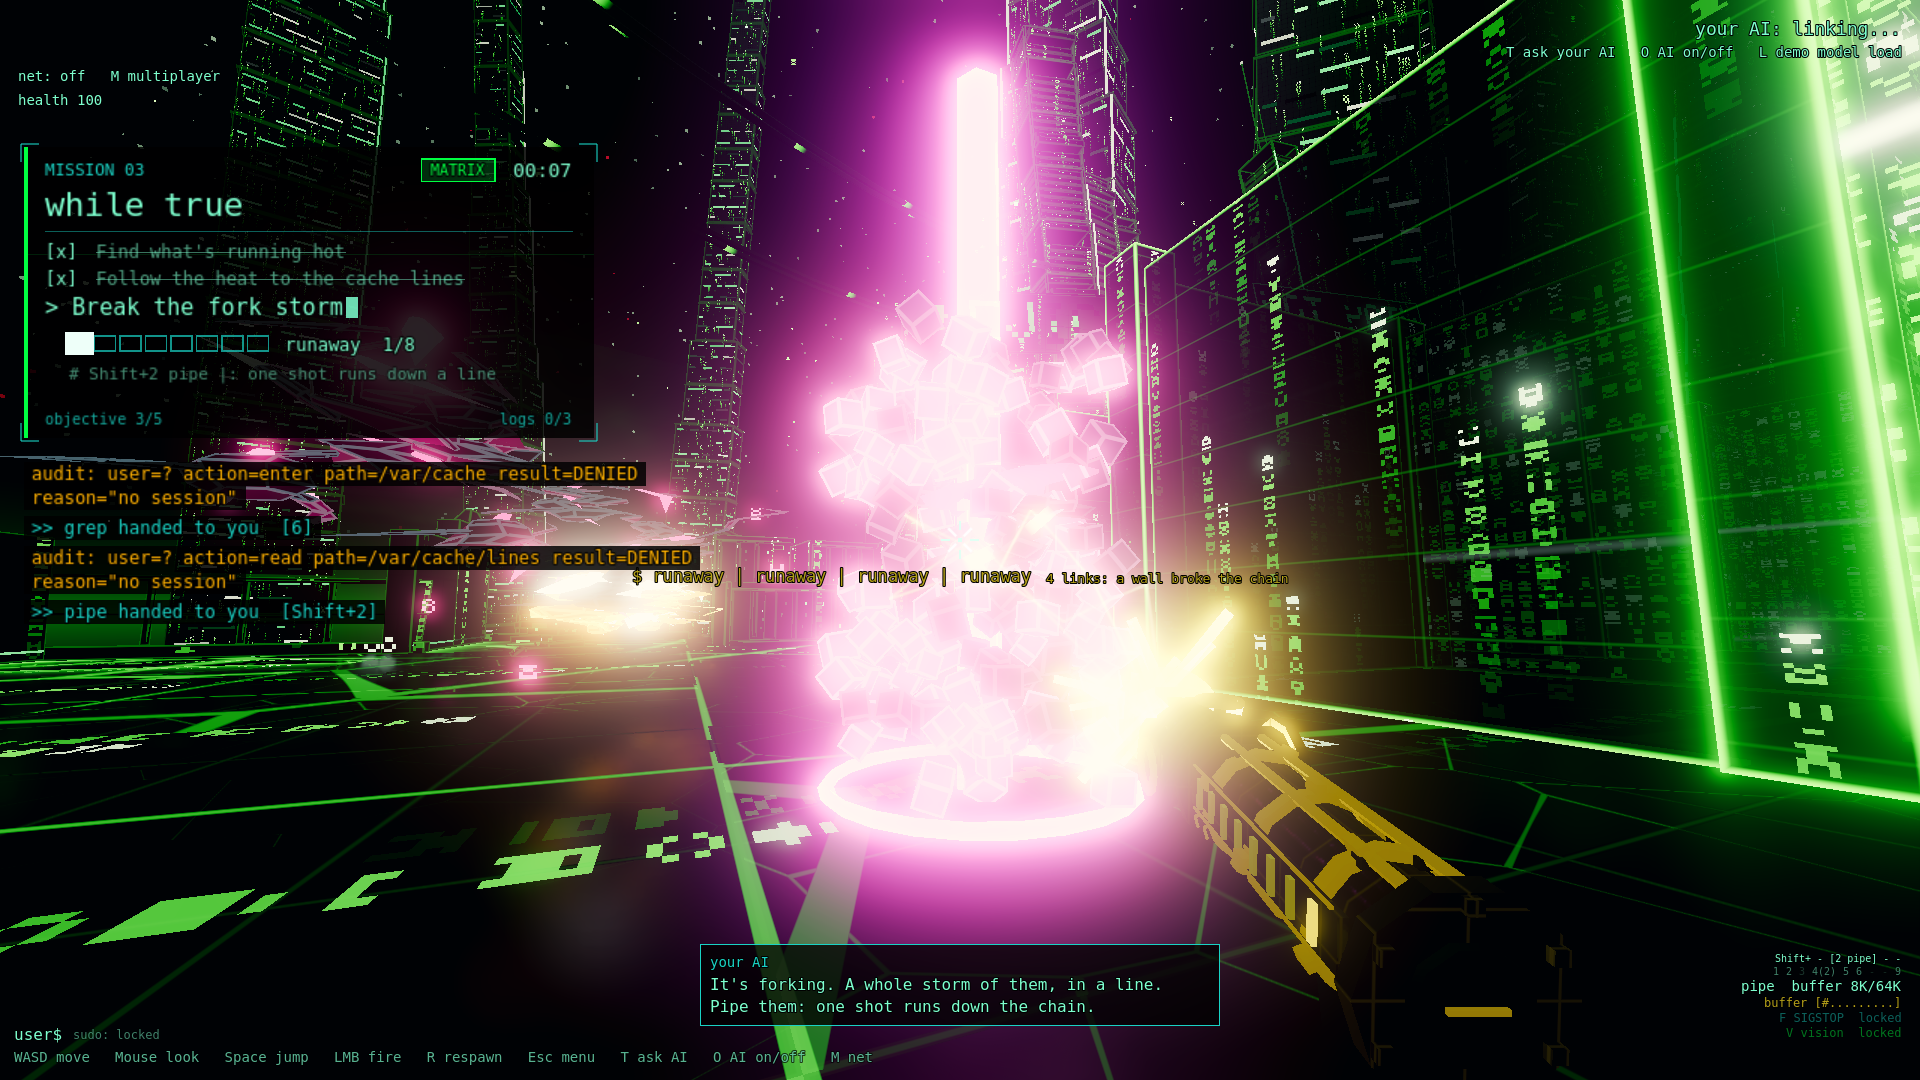 your AI: linking...
T ask your AI   O AI on/off   L demo model load
net: off   M multiplayer
health 100
MISSION 03   MATRIX   00:07
while true
[x] Find what's running hot
[x] Follow the heat to the cache lines
> Break the fork storm
runaway  1/8
# Shift+2 pipe |: one shot runs down a line
objective 3/5   logs 0/3
audit: user=? action=enter path=/var/cache result=DENIED
reason="no session"
>> grep handed to you  [6]
audit: user=? action=read path=/var/cache/lines result=DENIED
reason="no session"
$ runaway | runaway | runaway | runaway  4 links: a wall broke the chain
>> pipe handed to you  [Shift+2]
your AI
It's forking. A whole storm of them, in a line.
Pipe them: one shot runs down the chain.
Shift+ - [2 pipe] - -
1 2 3 4(2) 5 6 - - 9
pipe  buffer 8K/64K
buffer [#.........]
F SIGSTOP  locked
V vision  locked
user$ sudo: locked
WASD move   Mouse look   Space jump   LMB fire   R respawn   Esc menu   T ask AI   O AI on/off   M net